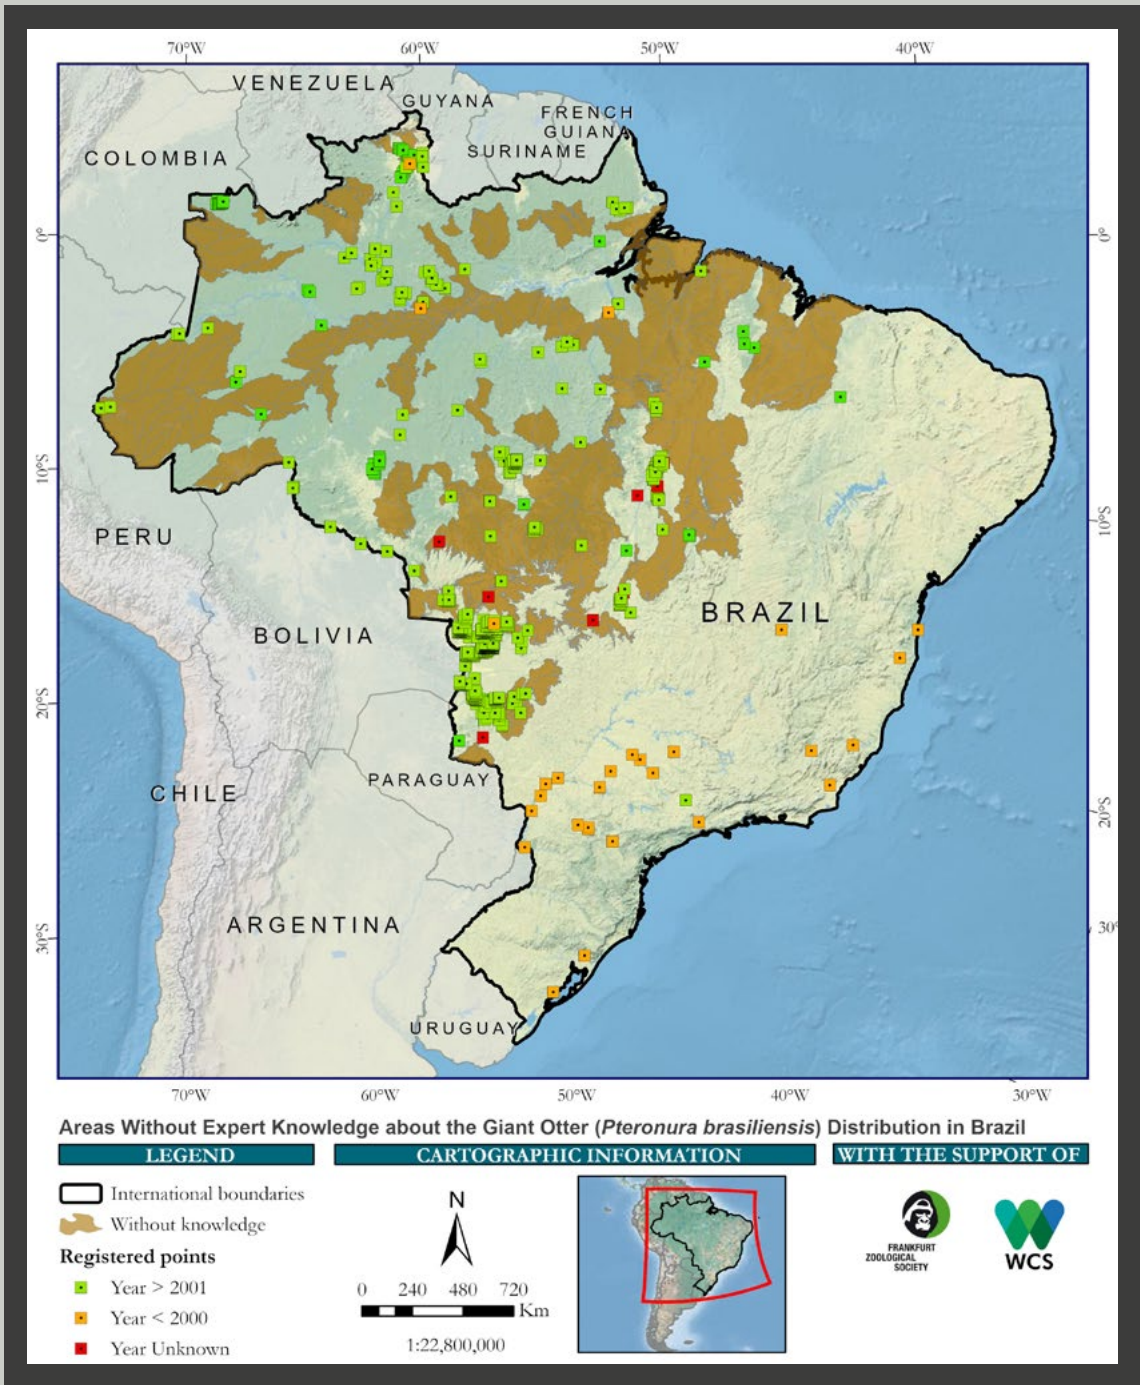 70°W 60°W 50°W 40°W
VENEZUELA
GUYANA
FRENCH
GUIANA
SURINAME
COLOMBIA
0° 0°
10°S 10°S
PERU
BRAZIL
BOLIVIA
20°S 20°S
PARAGUAY
CHILE
ARGENTINA
30°S 30°
URUGUAY
70°W 60°W 50°W 40°W 30°W
Areas Without Expert Knowledge about the Giant Otter (Pteronura brasiliensis) Distribution in Brazil
LEGEND
International boundaries
Without knowledge
Registered points
Year > 2001
Year < 2000
Year Unknown
CARTOGRAPHIC INFORMATION
N
0 240 480 720
Km
1:22,800,000
WITH THE SUPPORT OF
FRANKFURT
ZOOLOGICAL
SOCIETY
WCS